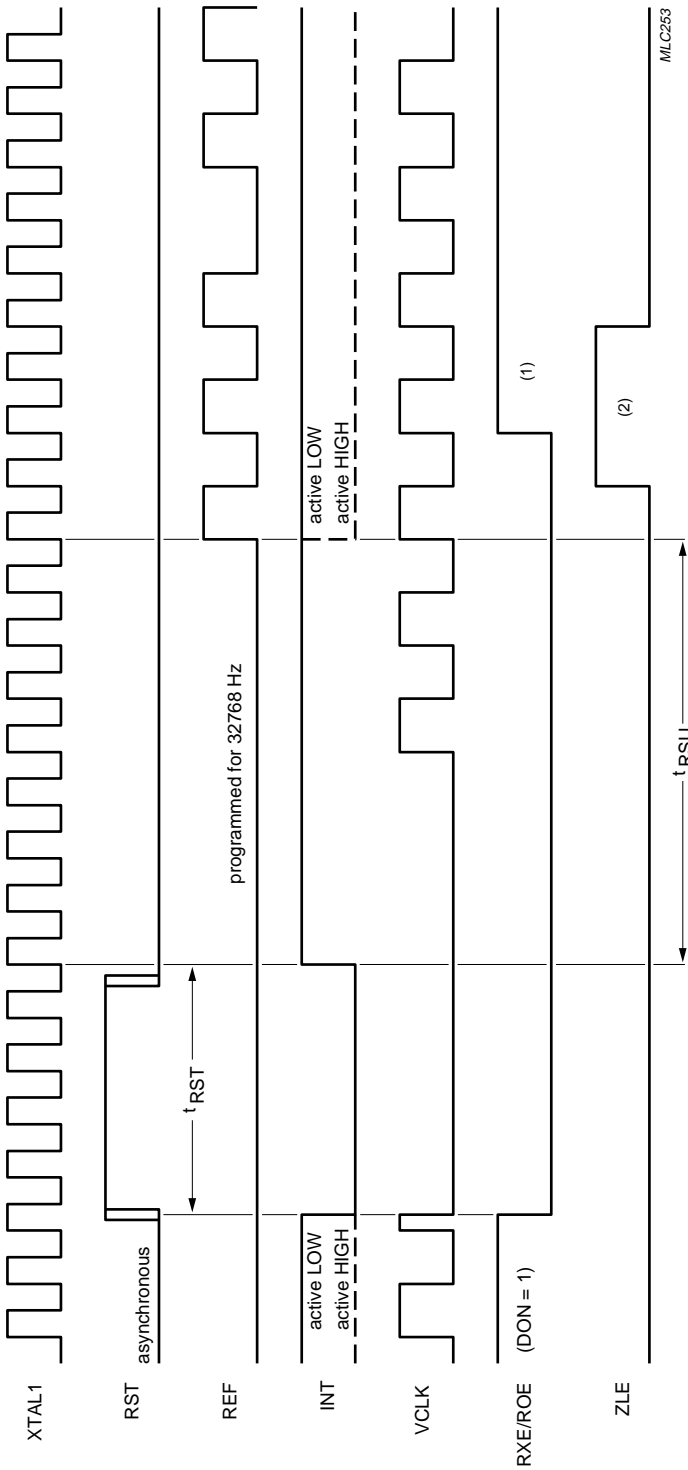 XTAL1
RST
asynchronous
t RST
REF
programmed for 32768 Hz
INT
active LOW
active HIGH
active LOW
active HIGH
VCLK
RXE/ROE
(DON = 1)
(1)
ZLE
(2)
t RSU
MLC253